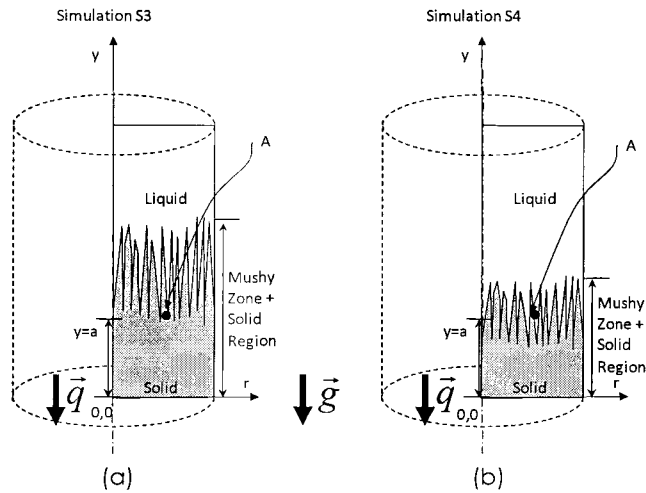 Simulation S3
Simulation S4
y
y
A
A
Liquid
Liquid
Mushy
Zone +
Solid
Region
Mushy
Zone +
Solid
Region
y=a
y=a
Solid
Solid
r
r
q⃗
g⃗
q⃗
0,0
0,0
(a)
(b)